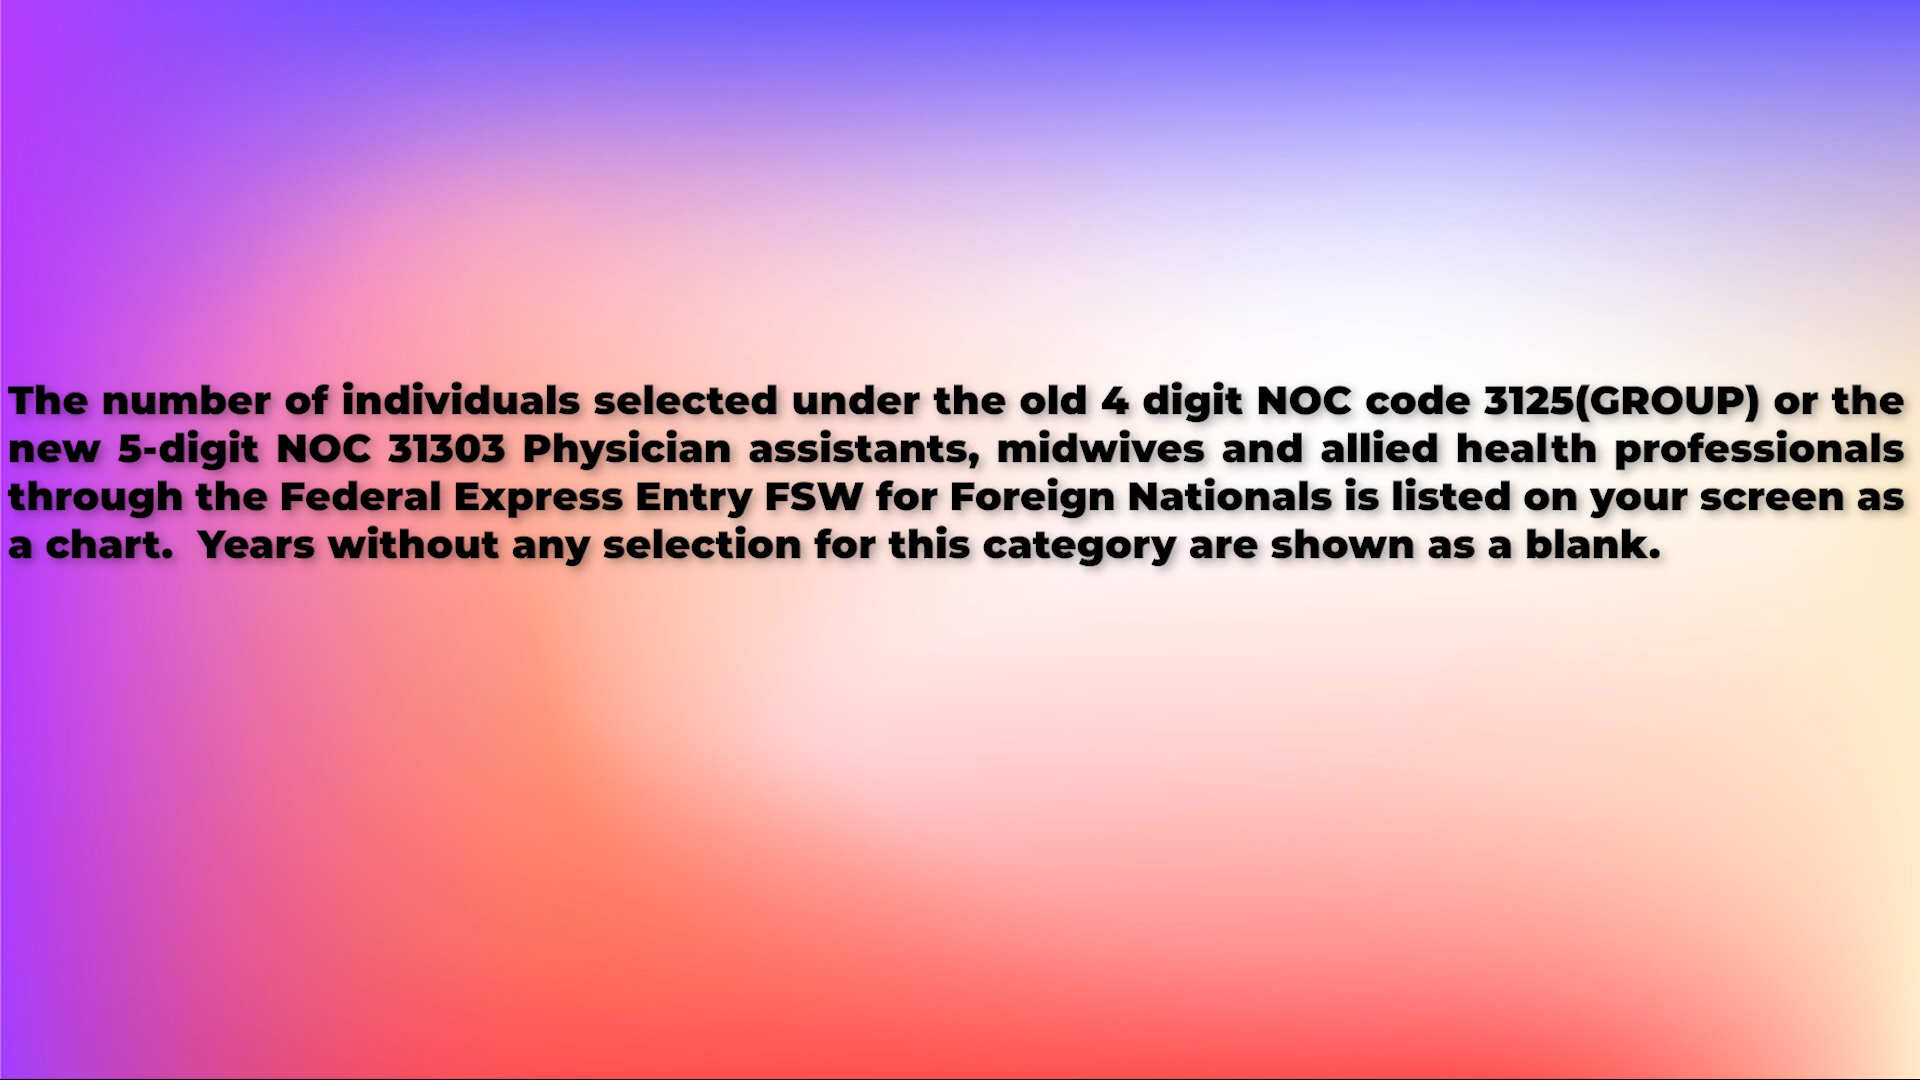 The number of individuals selected under the old 4 digit NOC code 3125(GROUP) or the
new 5-digit NOC 31303 Physician assistants, midwives and allied health professionals
through the Federal Express Entry FSW for Foreign Nationals is listed on your screen as
a chart.  Years without any selection for this category are shown as a blank.